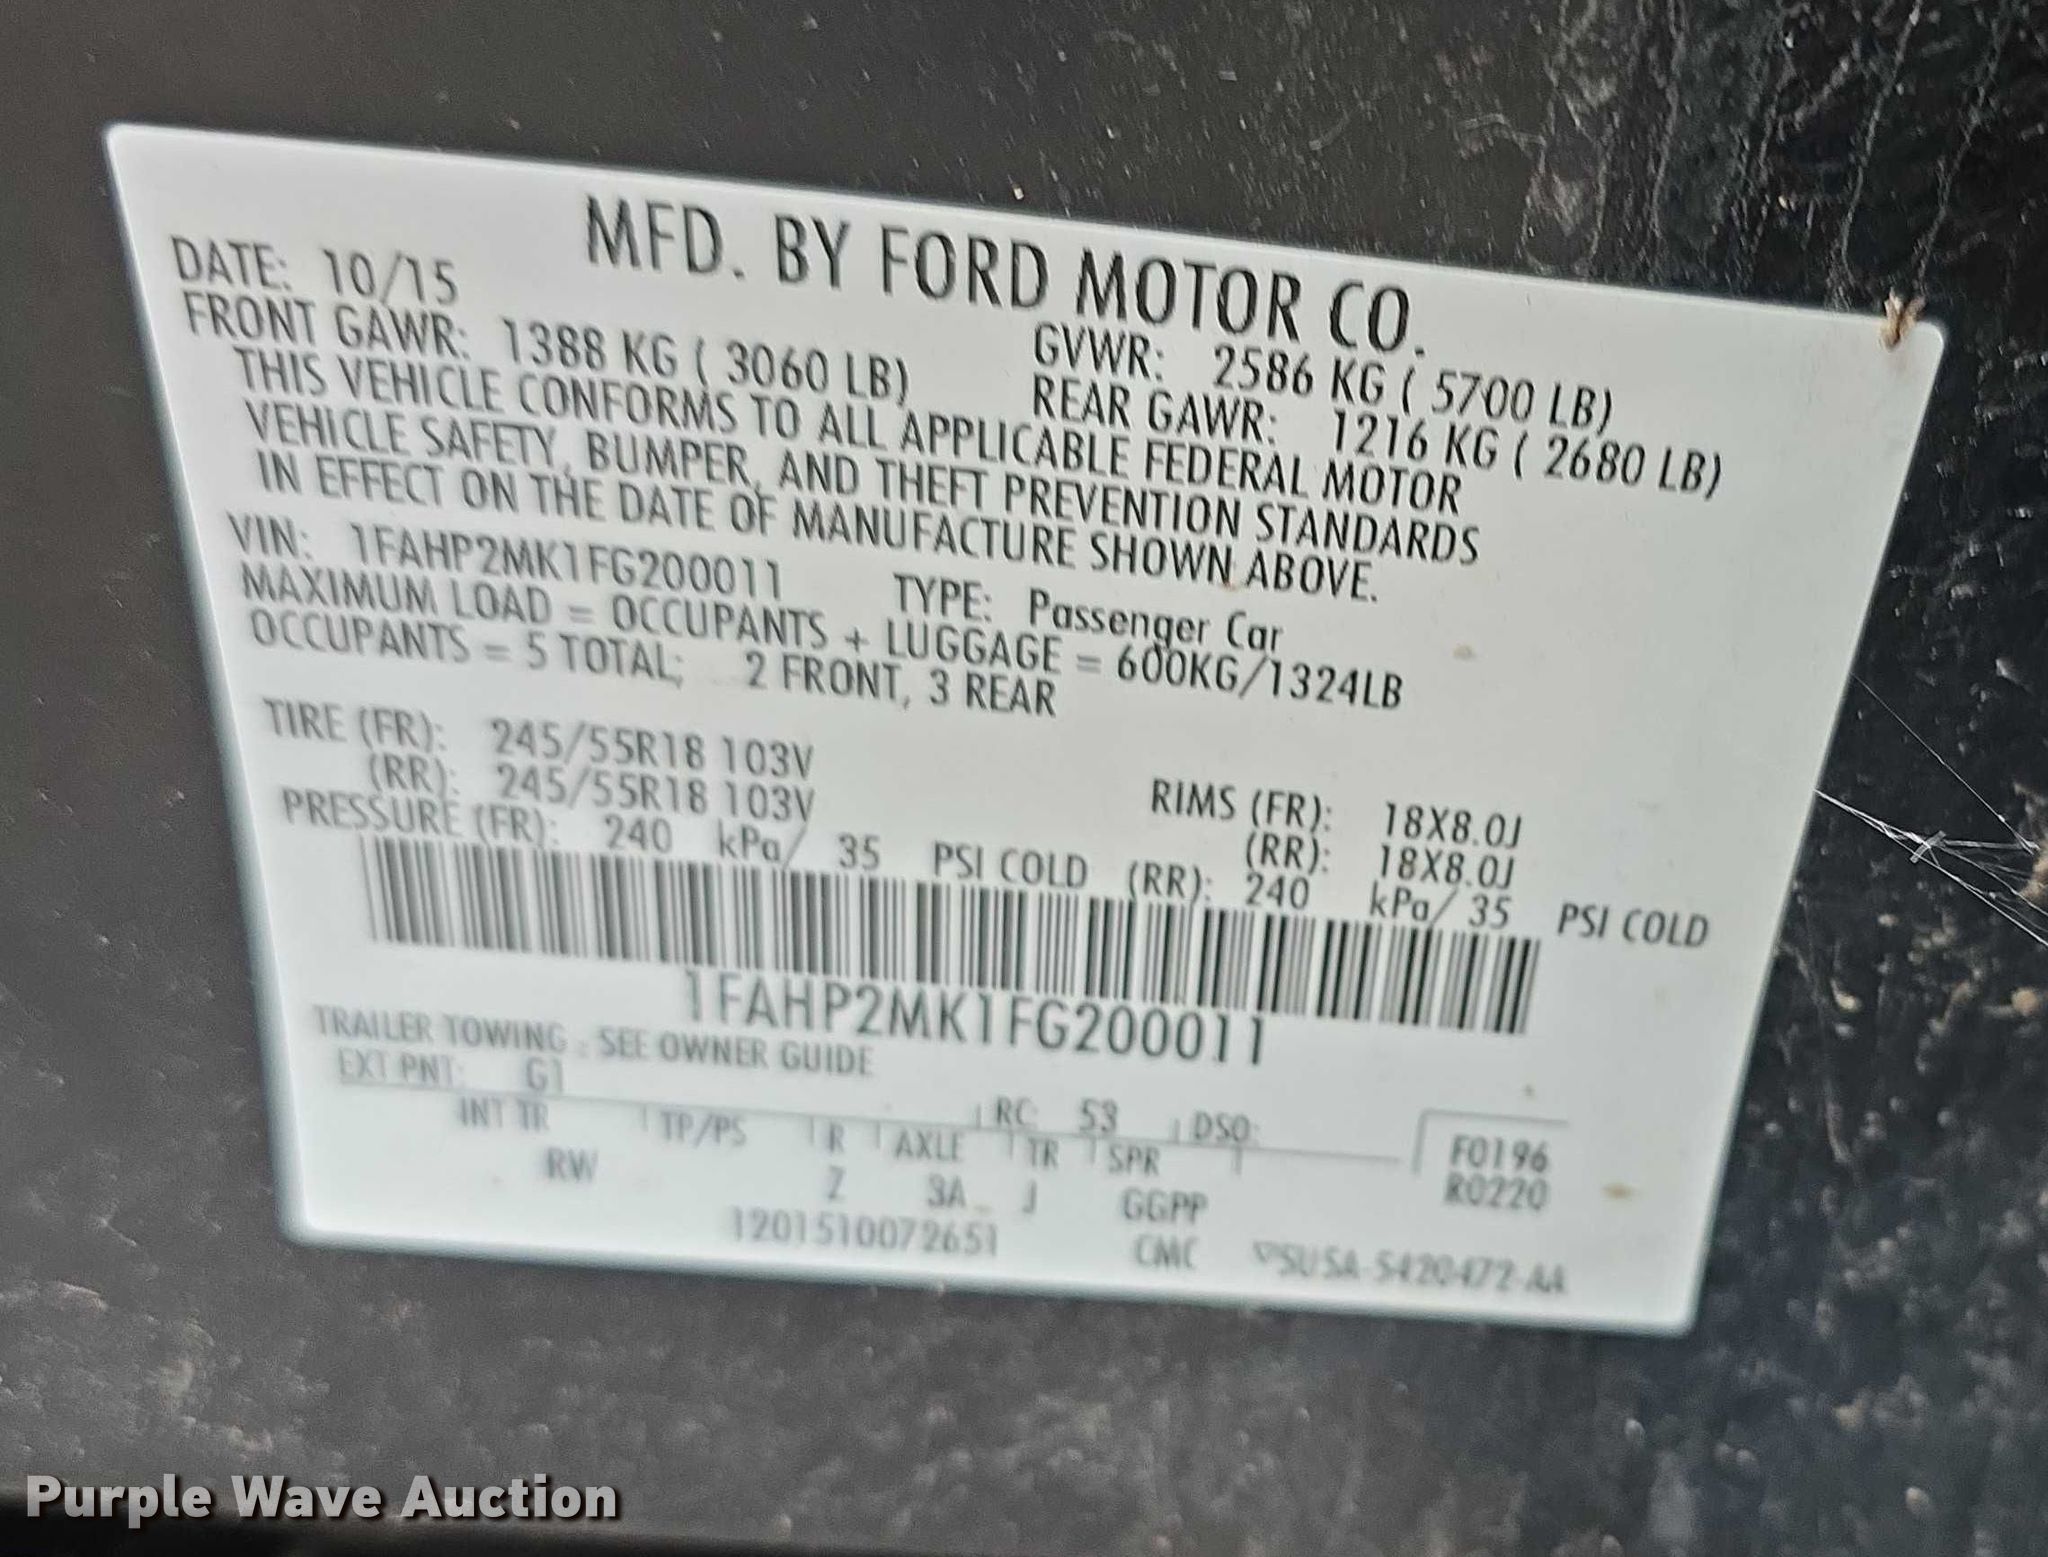 MFD. BY FORD MOTOR CO.
DATE: 10/15 GVWR: 2586 KG ( 5700 LB)
FRONT GAWR: 1388 KG ( 3060 LB) REAR GAWR: 1216 KG ( 2680 LB)
THIS VEHICLE CONFORMS TO ALL APPLICABLE FEDERAL MOTOR
VEHICLE SAFETY, BUMPER, AND THEFT PREVENTION STANDARDS
IN EFFECT ON THE DATE OF MANUFACTURE SHOWN ABOVE.
VIN: 1FAHP2MK1FG200011 TYPE: Passenger Car
MAXIMUM LOAD = OCCUPANTS + LUGGAGE = 600KG/1324LB
OCCUPANTS = 5 TOTAL; 2 FRONT, 3 REAR
TIRE (FR): 245/55R18 103V RIMS (FR): 18X8.0J
(RR): 245/55R18 103V (RR): 18X8.0J
PRESSURE (FR): 240 kPa/ 35 PSI COLD (RR): 240 kPa/ 35 PSI COLD
1FAHP2MK1FG200011
TRAILER TOWING : SEE OWNER GUIDE
EXT PNT: G1 RC: 53 DSO: F0196
INT TR TP/PS R AXLE TR SPR R0220
RW Z 3A J GGPP
1201510072651 CMC
Purple Wave Auction